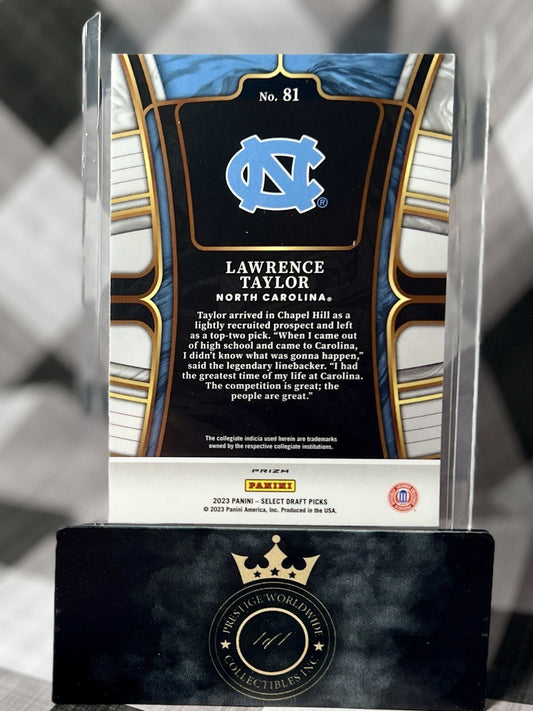 No. 81
NC®
LAWRENCE
TAYLOR
NORTH CAROLINA®
Taylor arrived in Chapel Hill as a
lightly recruited prospect and left
as a top-two pick. “When I came out
of high school and came to Carolina,
I didn’t know what was gonna happen,”
said the legendary linebacker. “I had
the greatest time of my life at Carolina.
The competition is great; the
people are great.”
The collegiate indicia used herein are trademarks
owned by the respective collegiate institutions.
PRIZM
PANINI
2023 PANINI – SELECT DRAFT PICKS
© 2023 Panini America, Inc. Produced in the USA.
PRESTIGE WORLDWIDE
1of1
COLLECTIBLES INC